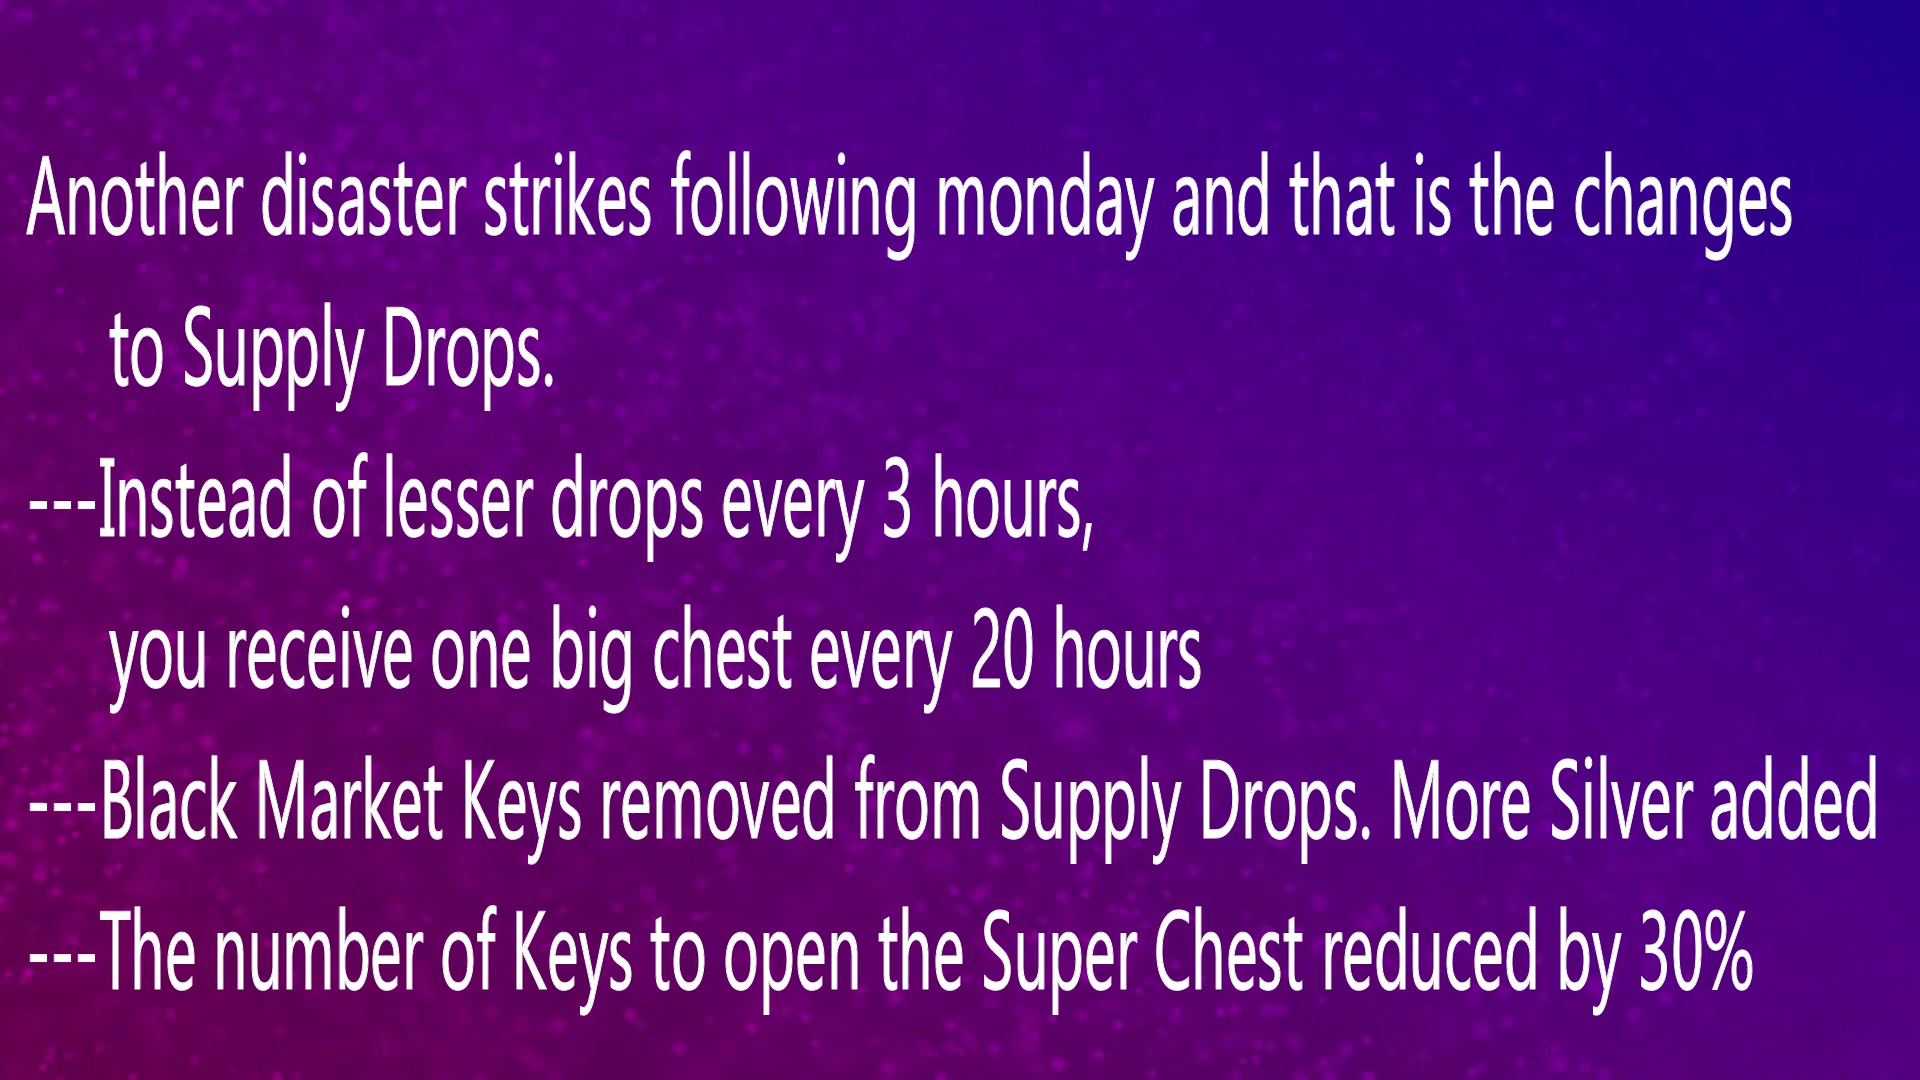 Another disaster strikes following monday and that is the changes
to Supply Drops.
---Instead of lesser drops every 3 hours,
you receive one big chest every 20 hours
---Black Market Keys removed from Supply Drops. More Silver added
---The number of Keys to open the Super Chest reduced by 30%